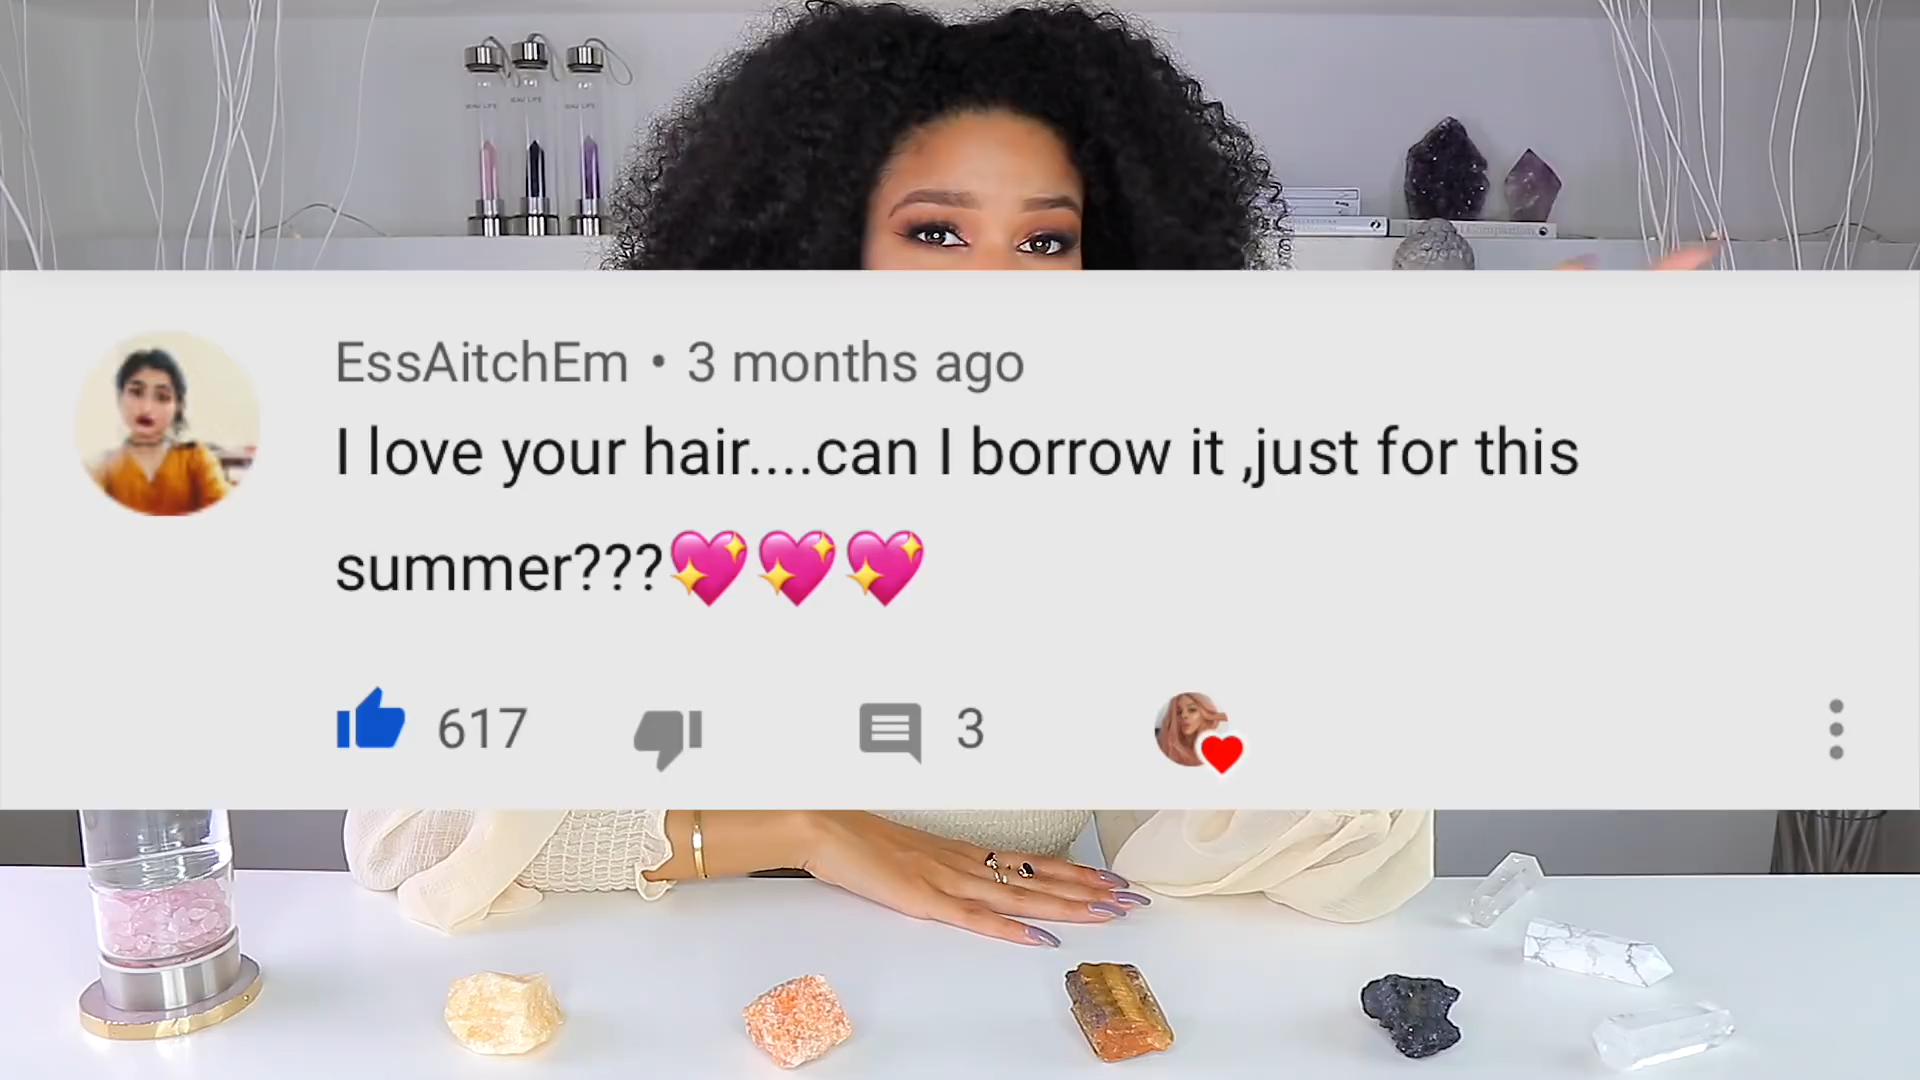 EssAitchEm • 3 months ago
I love your hair....can I borrow it ,just for this
summer???💖💖💖
617
3